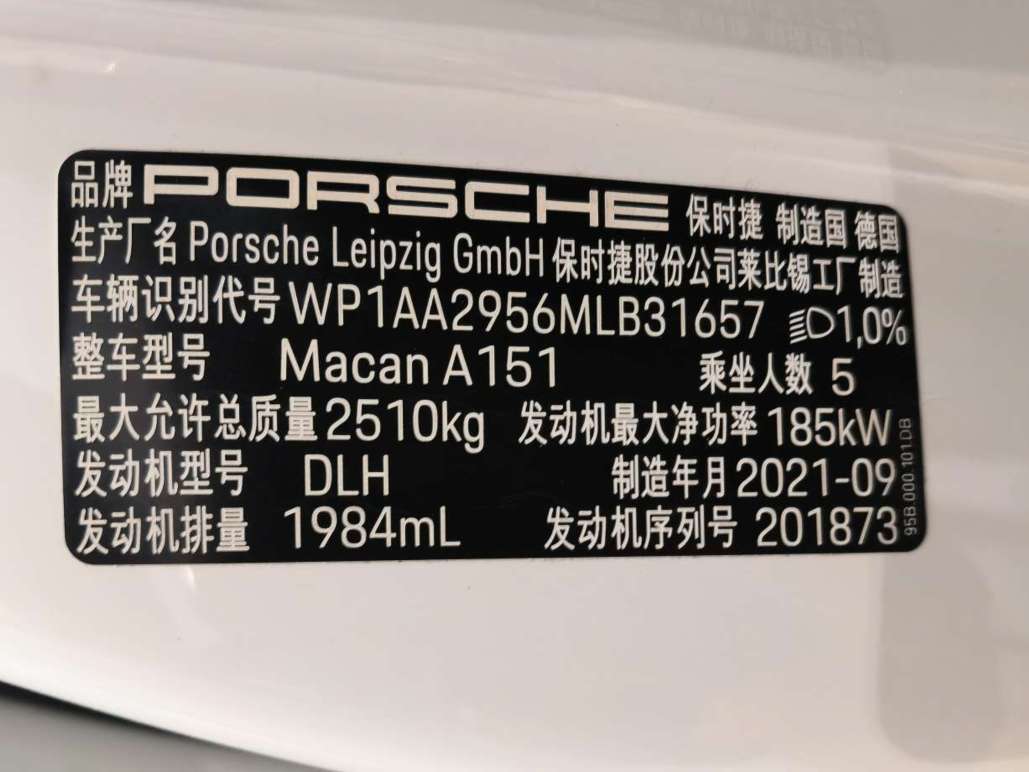 品牌 PORSCHE 保时捷 制造国 德国
生产厂名 Porsche Leipzig GmbH 保时捷股份公司莱比锡工厂制造
车辆识别代号 WP1AA2956MLB31657 1,0%
整车型号 Macan A151 乘坐人数 5
最大允许总质量 2510kg 发动机最大净功率 185kW
发动机型号 DLH 制造年月 2021-09
发动机排量 1984mL 发动机序列号 201873
95B.000.101.DB